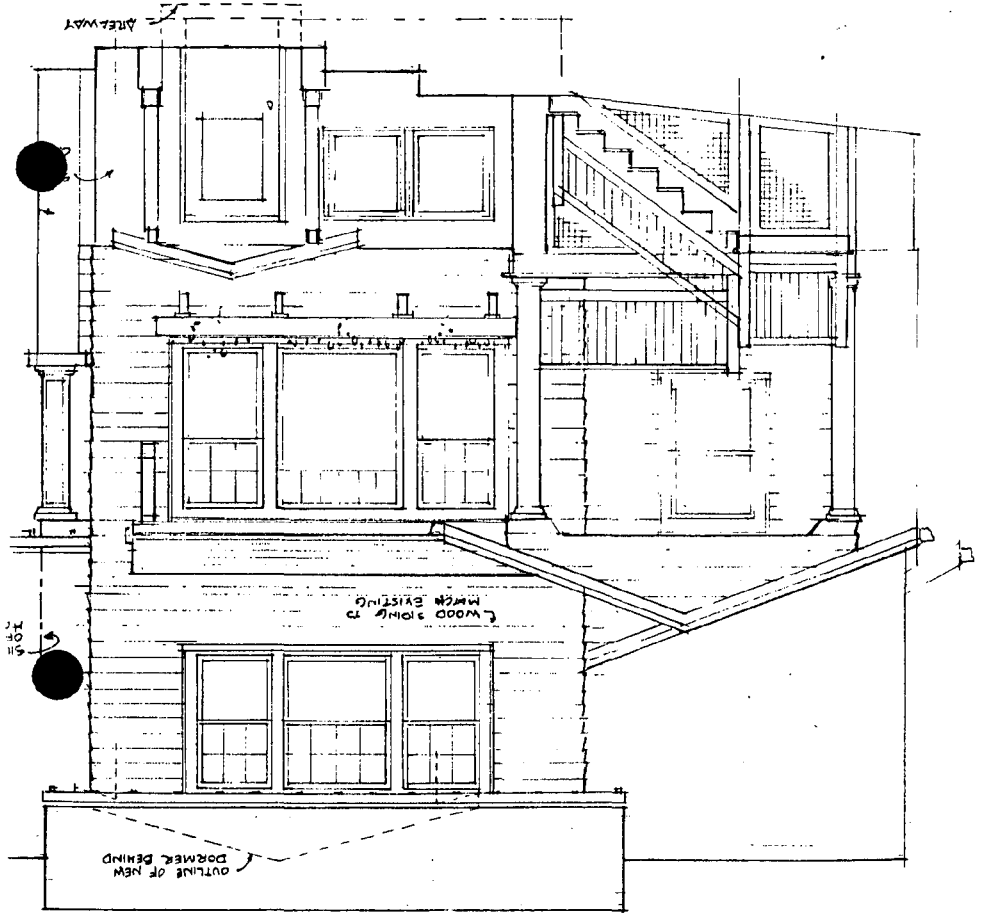 OUTLINE OF NEW
DORMER BEHIND
WOOD SIDING TO
MATCH EXISTING
AREAWAY